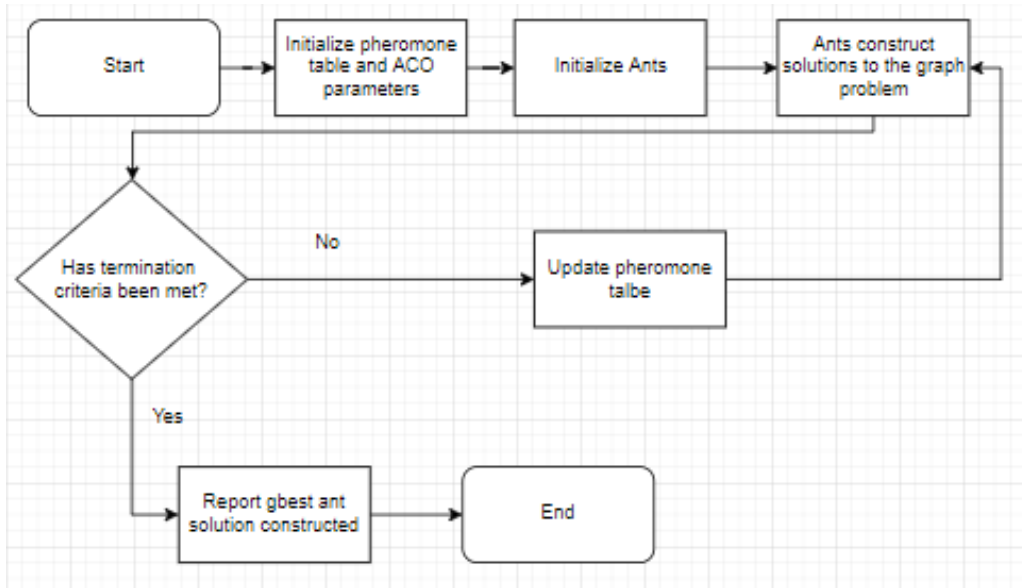 Start
Initialize pheromone
table and ACO
parameters
Initialize Ants
Ants construct
solutions to the graph
problem
Has termination
criteria been met?
No
Update pheromone
talbe
Yes
Report gbest ant
solution constructed
End